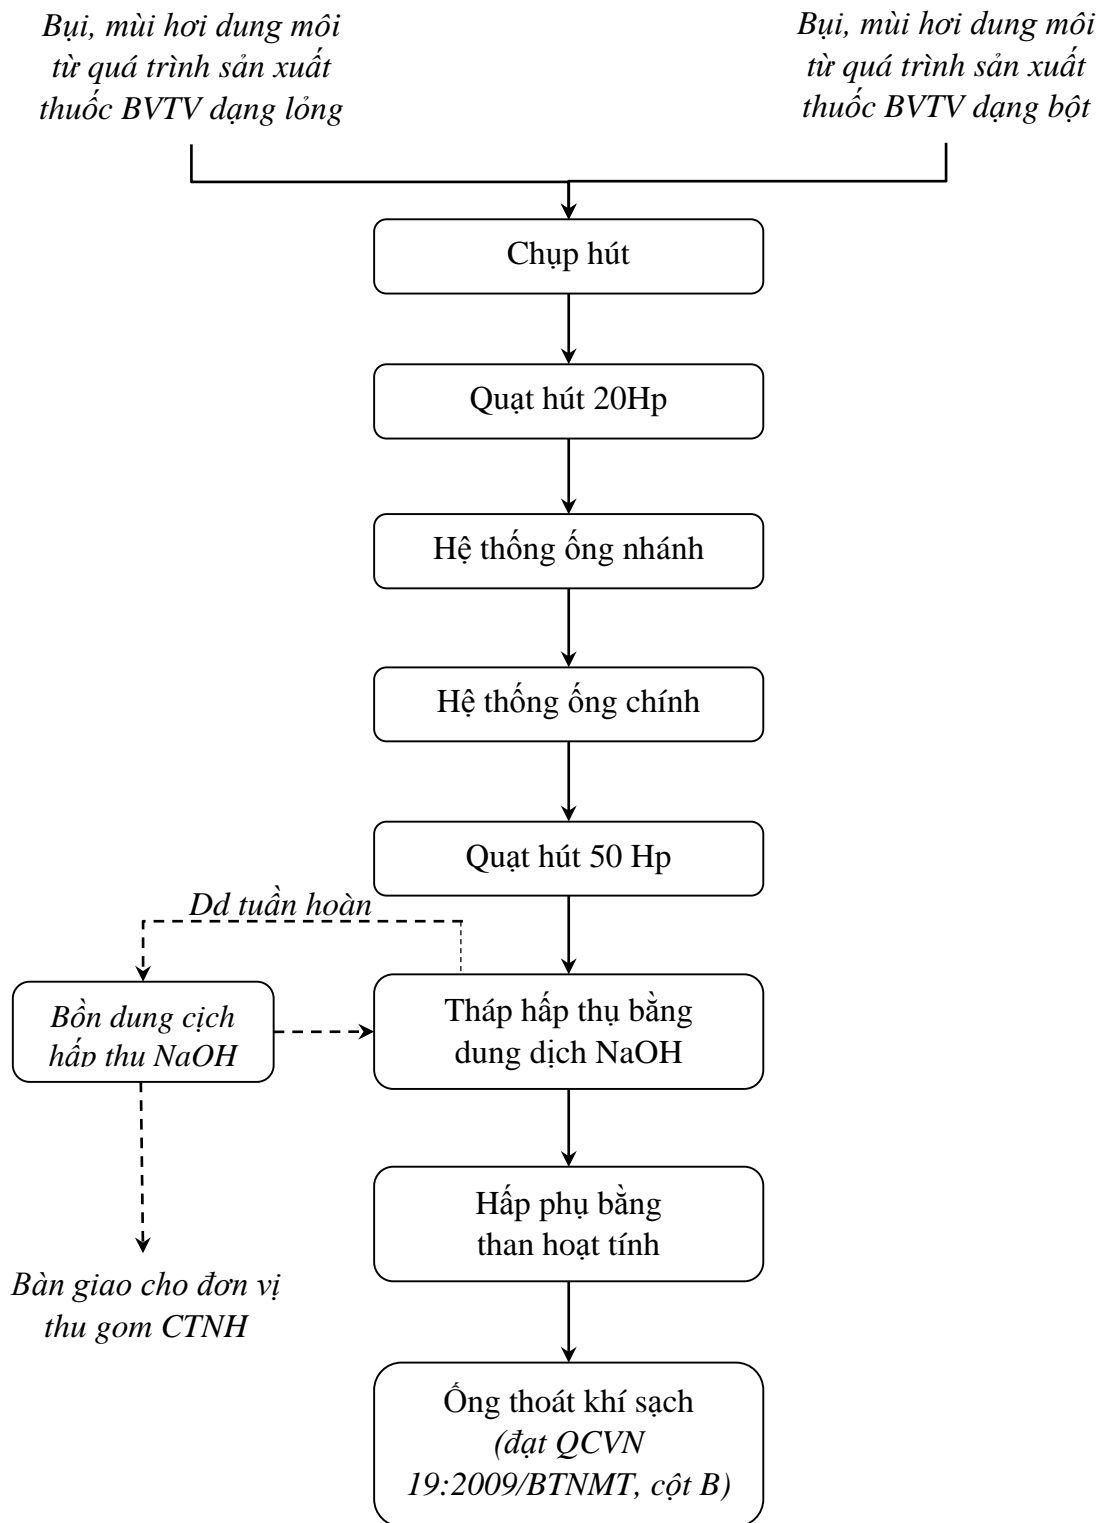 Bụi, mùi hơi dung môi
từ quá trình sản xuất
thuốc BVTV dạng lỏng
Bụi, mùi hơi dung môi
từ quá trình sản xuất
thuốc BVTV dạng bột
Chụp hút
Quạt hút 20Hp
Hệ thống ống nhánh
Hệ thống ống chính
Quạt hút 50 Hp
Dd tuần hoàn
Bồn dung cịch
hấp thụ NaOH
Tháp hấp thụ bằng
dung dịch NaOH
Hấp phụ bằng
than hoạt tính
Bàn giao cho đơn vị
thu gom CTNH
Ống thoát khí sạch
(đạt QCVN
19:2009/BTNMT, cột B)